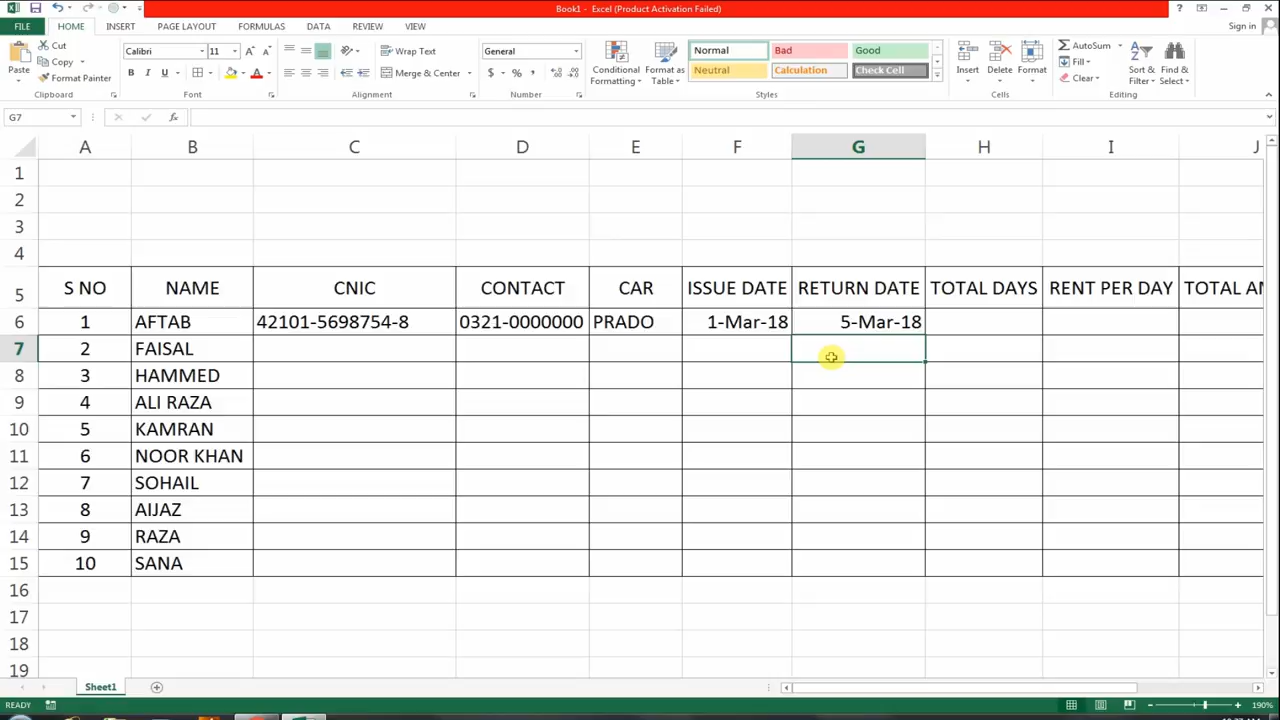 Book1 - Excel (Product Activation Failed)
FILE HOME INSERT PAGE LAYOUT FORMULAS DATA REVIEW VIEW Sign in
Cut
Copy
Format Painter
Paste
Clipboard
Calibri 11
B I U
Font
Wrap Text
Merge & Center
Alignment
General
$ % ,
Number
Conditional Formatting
Format as Table
Normal Bad Good
Neutral Calculation Check Cell
Styles
Insert Delete Format
Cells
AutoSum
Fill
Clear
Sort & Filter
Find & Select
Editing
G7 fx
A B C D E F G H I J
1
2
3
4
5 S NO NAME CNIC CONTACT CAR ISSUE DATE RETURN DATE TOTAL DAYS RENT PER DAY TOTAL AM
6 1 AFTAB 42101-5698754-8 0321-0000000 PRADO 1-Mar-18 5-Mar-18
7 2 FAISAL
8 3 HAMMED
9 4 ALI RAZA
10 5 KAMRAN
11 6 NOOR KHAN
12 7 SOHAIL
13 8 AIJAZ
14 9 RAZA
15 10 SANA
16
17
18
19
Sheet1
READY 190%